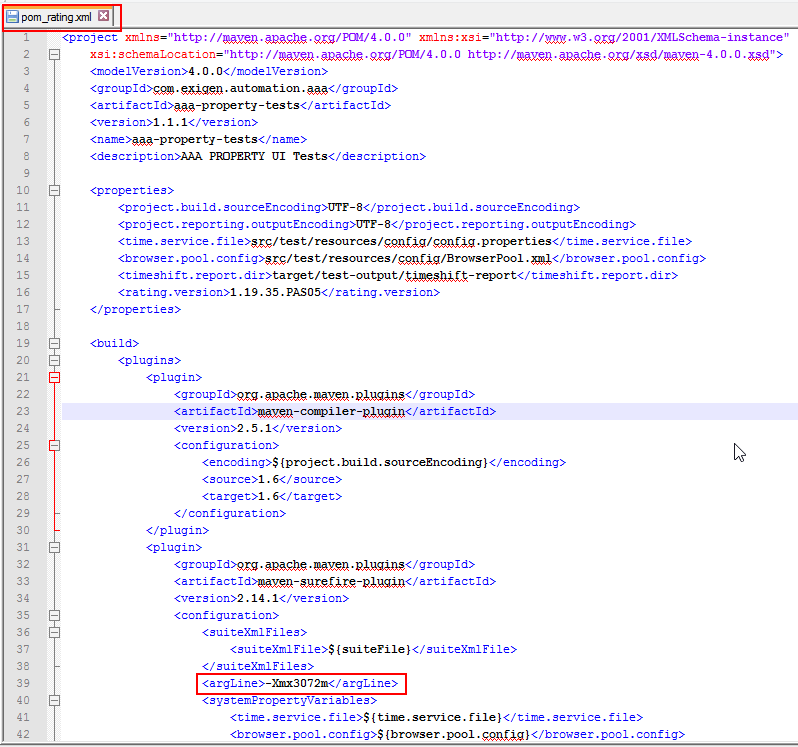 pom_rating.xml
1 <project xmlns="http://maven.apache.org/POM/4.0.0" xmlns:xsi="http://www.w3.org/2001/XMLSchema-instance"
2 xsi:schemaLocation="http://maven.apache.org/POM/4.0.0 http://maven.apache.org/xsd/maven-4.0.0.xsd">
3 <modelVersion>4.0.0</modelVersion>
4 <groupId>com.exigen.automation.aaa</groupId>
5 <artifactId>aaa-property-tests</artifactId>
6 <version>1.1.1</version>
7 <name>aaa-property-tests</name>
8 <description>AAA PROPERTY UI Tests</description>
9
10 <properties>
11 <project.build.sourceEncoding>UTF-8</project.build.sourceEncoding>
12 <project.reporting.outputEncoding>UTF-8</project.reporting.outputEncoding>
13 <time.service.file>src/test/resources/config/config.properties</time.service.file>
14 <browser.pool.config>src/test/resources/config/BrowserPool.xml</browser.pool.config>
15 <timeshift.report.dir>target/test-output/timeshift-report</timeshift.report.dir>
16 <rating.version>1.19.35.PAS05</rating.version>
17 </properties>
18
19 <build>
20 <plugins>
21 <plugin>
22 <groupId>org.apache.maven.plugins</groupId>
23 <artifactId>maven-compiler-plugin</artifactId>
24 <version>2.5.1</version>
25 <configuration>
26 <encoding>${project.build.sourceEncoding}</encoding>
27 <source>1.6</source>
28 <target>1.6</target>
29 </configuration>
30 </plugin>
31 <plugin>
32 <groupId>org.apache.maven.plugins</groupId>
33 <artifactId>maven-surefire-plugin</artifactId>
34 <version>2.14.1</version>
35 <configuration>
36 <suiteXmlFiles>
37 <suiteXmlFile>${suiteFile}</suiteXmlFile>
38 </suiteXmlFiles>
39 <argLine>-Xmx3072m</argLine>
40 <systemPropertyVariables>
41 <time.service.file>${time.service.file}</time.service.file>
42 <browser.pool.config>${browser.pool.config}</browser.pool.config>